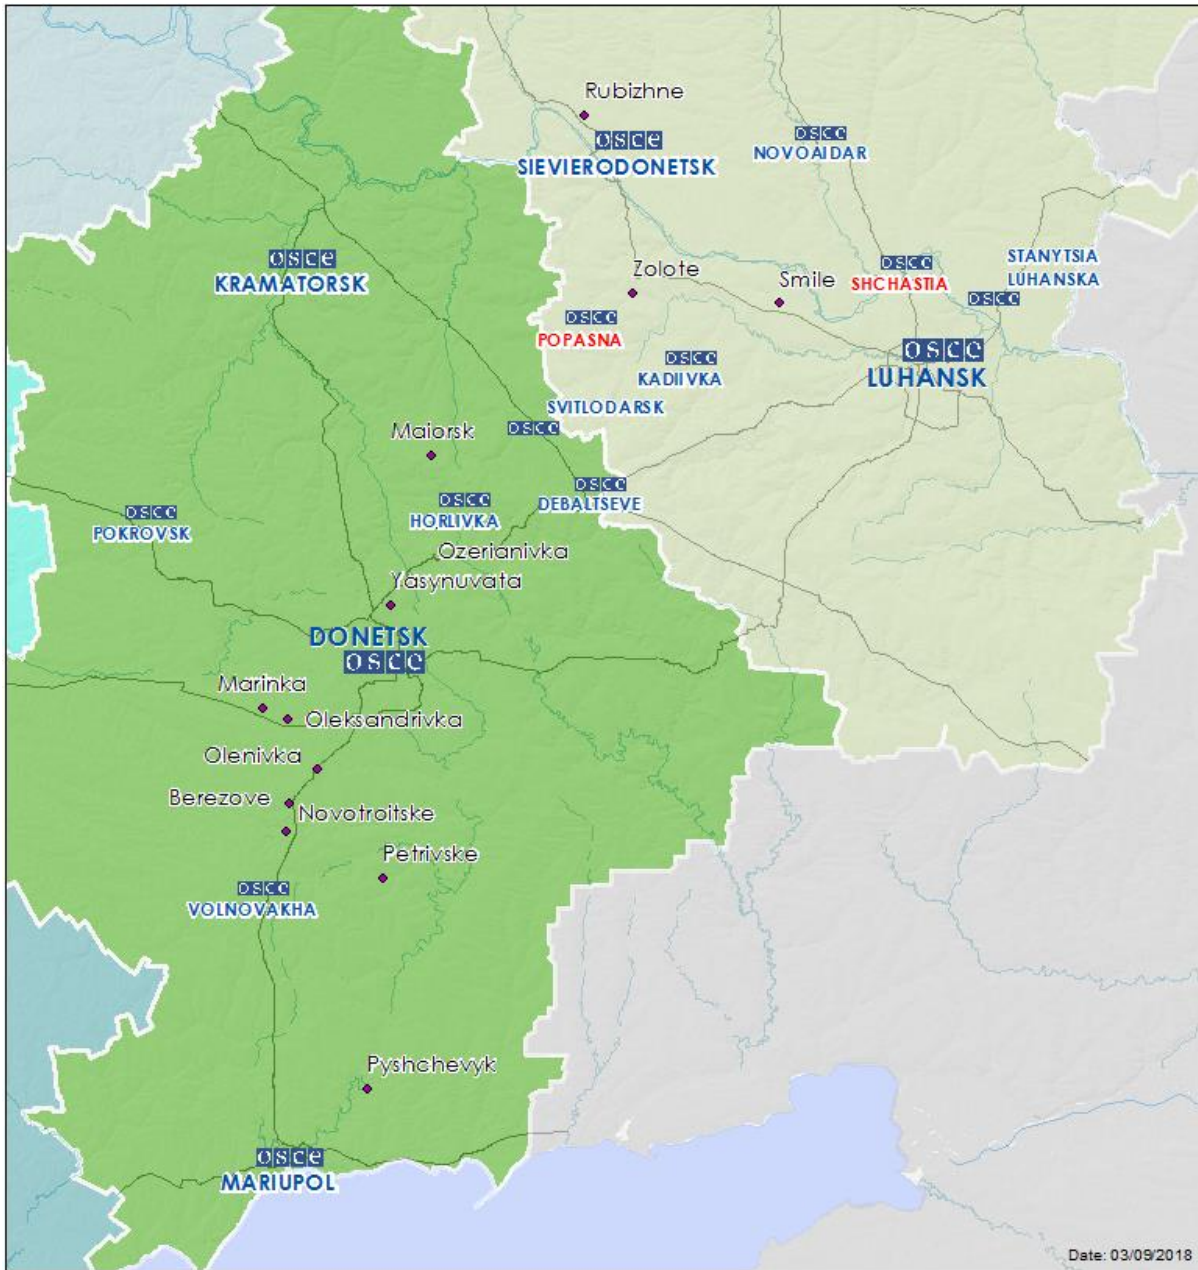 Rubizhne
osce
SIEVIERODONETSK
osce
NOVOAIDAR
osce
KRAMATORSK
Zolote
Smile
osce
SHCHASTIA
STANYTSIA
LUHANSKA
osce
osce
POPASNA
osce
KADIIVKA
osce
LUHANSK
SVITLODARSK
osce
Maiorsk
osce
DEBALTSEVE
osce
HORLIVKA
osce
POKROVSK
Ozerianivka
Yasynuvata
DONETSK
osce
Marinka
Oleksandrivka
Olenivka
Berezove
Novotroitske
Petrivske
osce
VOLNOVAKHA
Pyshchevyk
osce
MARIUPOL
Date: 03/09/2018